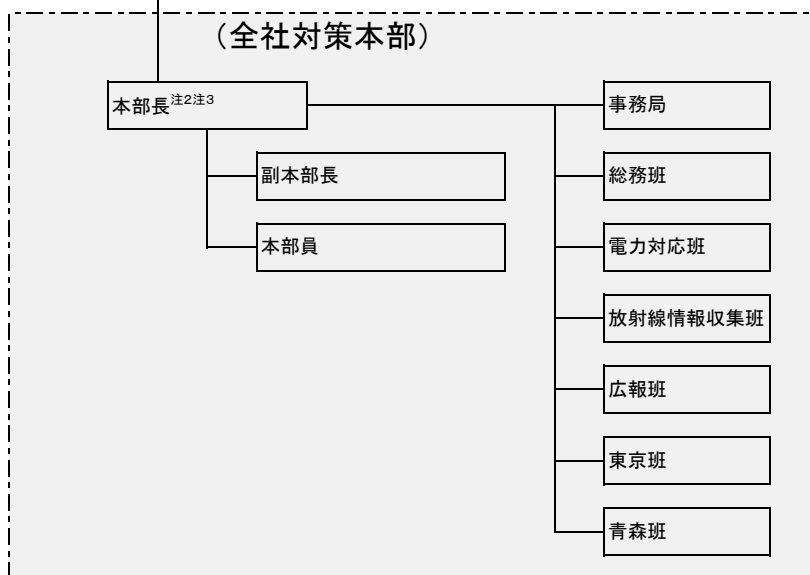 （全社対策本部）
本部長注2注3
事務局
副本部長
総務班
本部員
電力対応班
放射線情報収集班
広報班
東京班
青森班